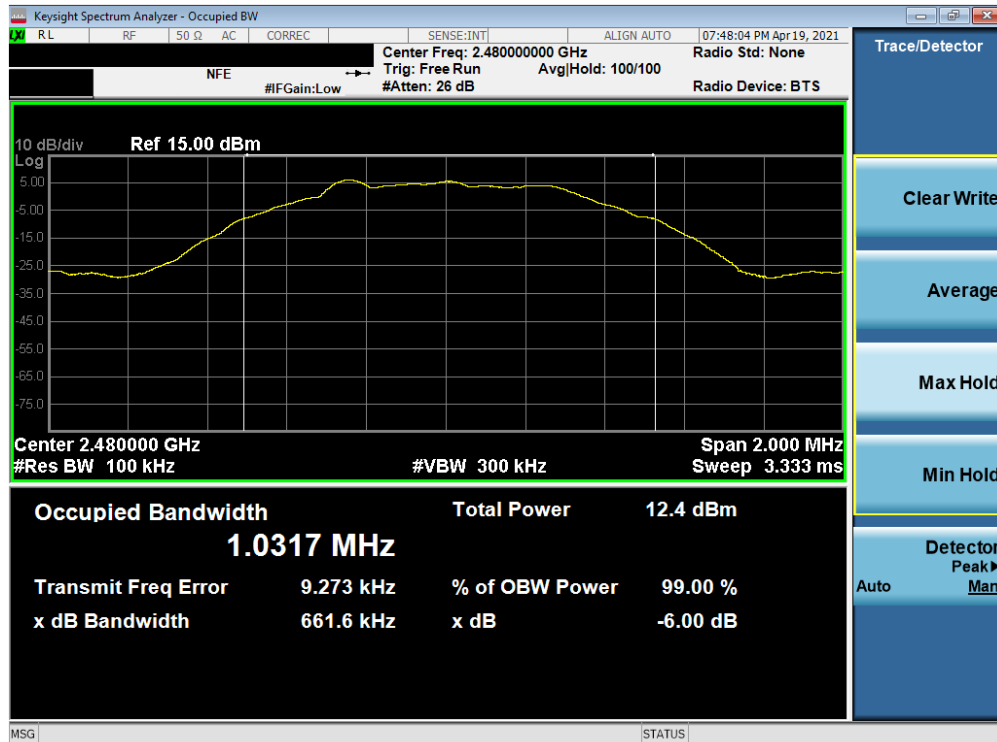 Keysight Spectrum Analyzer - Occupied BW
LXI RL RF 50 Ω AC CORREC SENSE:INT ALIGN AUTO 07:48:04 PM Apr 19, 2021
Center Freq: 2.480000000 GHz Radio Std: None
NFE Trig: Free Run Avg|Hold: 100/100
#IFGain:Low #Atten: 26 dB Radio Device: BTS
Trace/Detector
10 dB/div Ref 15.00 dBm
Log
5.00
-5.00
-15.0
-25.0
-35.0
-45.0
-55.0
-65.0
-75.0
Center 2.480000 GHz Span 2.000 MHz
#Res BW 100 kHz #VBW 300 kHz Sweep 3.333 ms
Occupied Bandwidth Total Power 12.4 dBm
1.0317 MHz
Transmit Freq Error 9.273 kHz % of OBW Power 99.00 %
x dB Bandwidth 661.6 kHz x dB -6.00 dB
Clear Write
Average
Max Hold
Min Hold
Detector
Peak▶
Auto Man
MSG STATUS